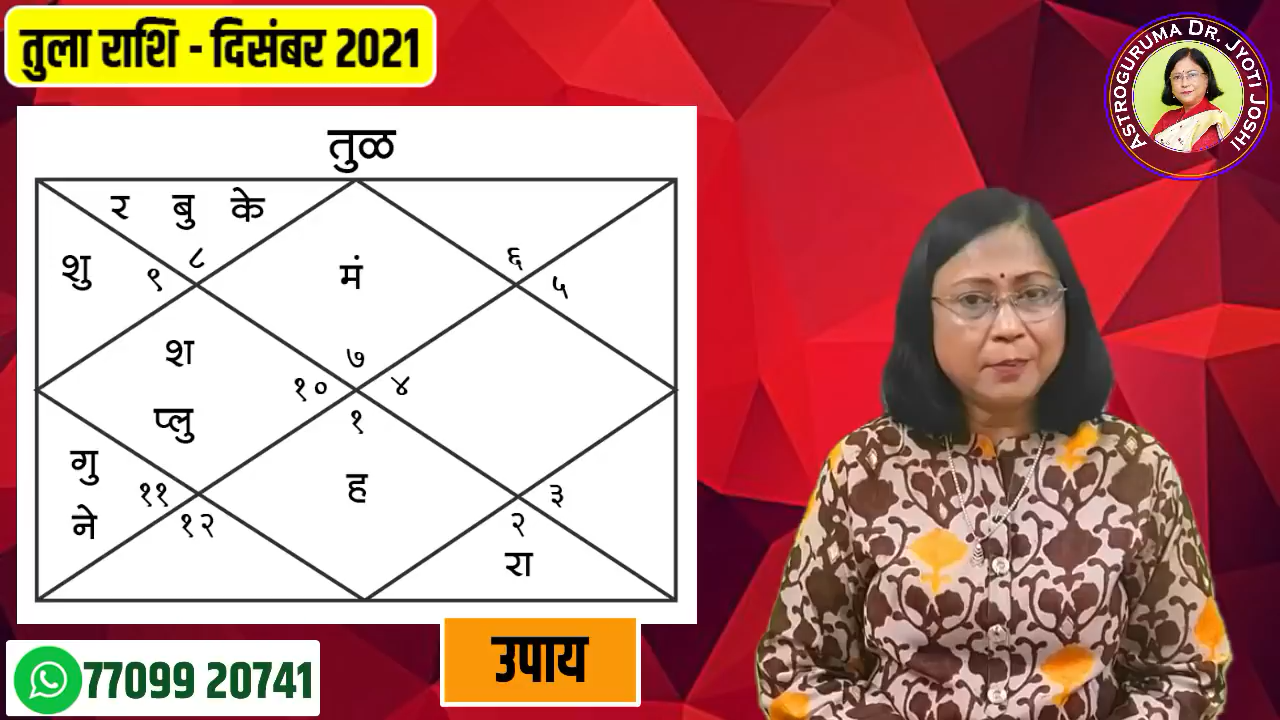 तुला राशि - दिसंबर 2021
ASTROGURUMA DR. JYOTI JOSHI
तुळ
र बु के
शु ९ ८ मं ६ ५
श
१० ७ ४
प्लु १
गु ११ ह ३
ने १२ २
रा
77099 20741
उपाय